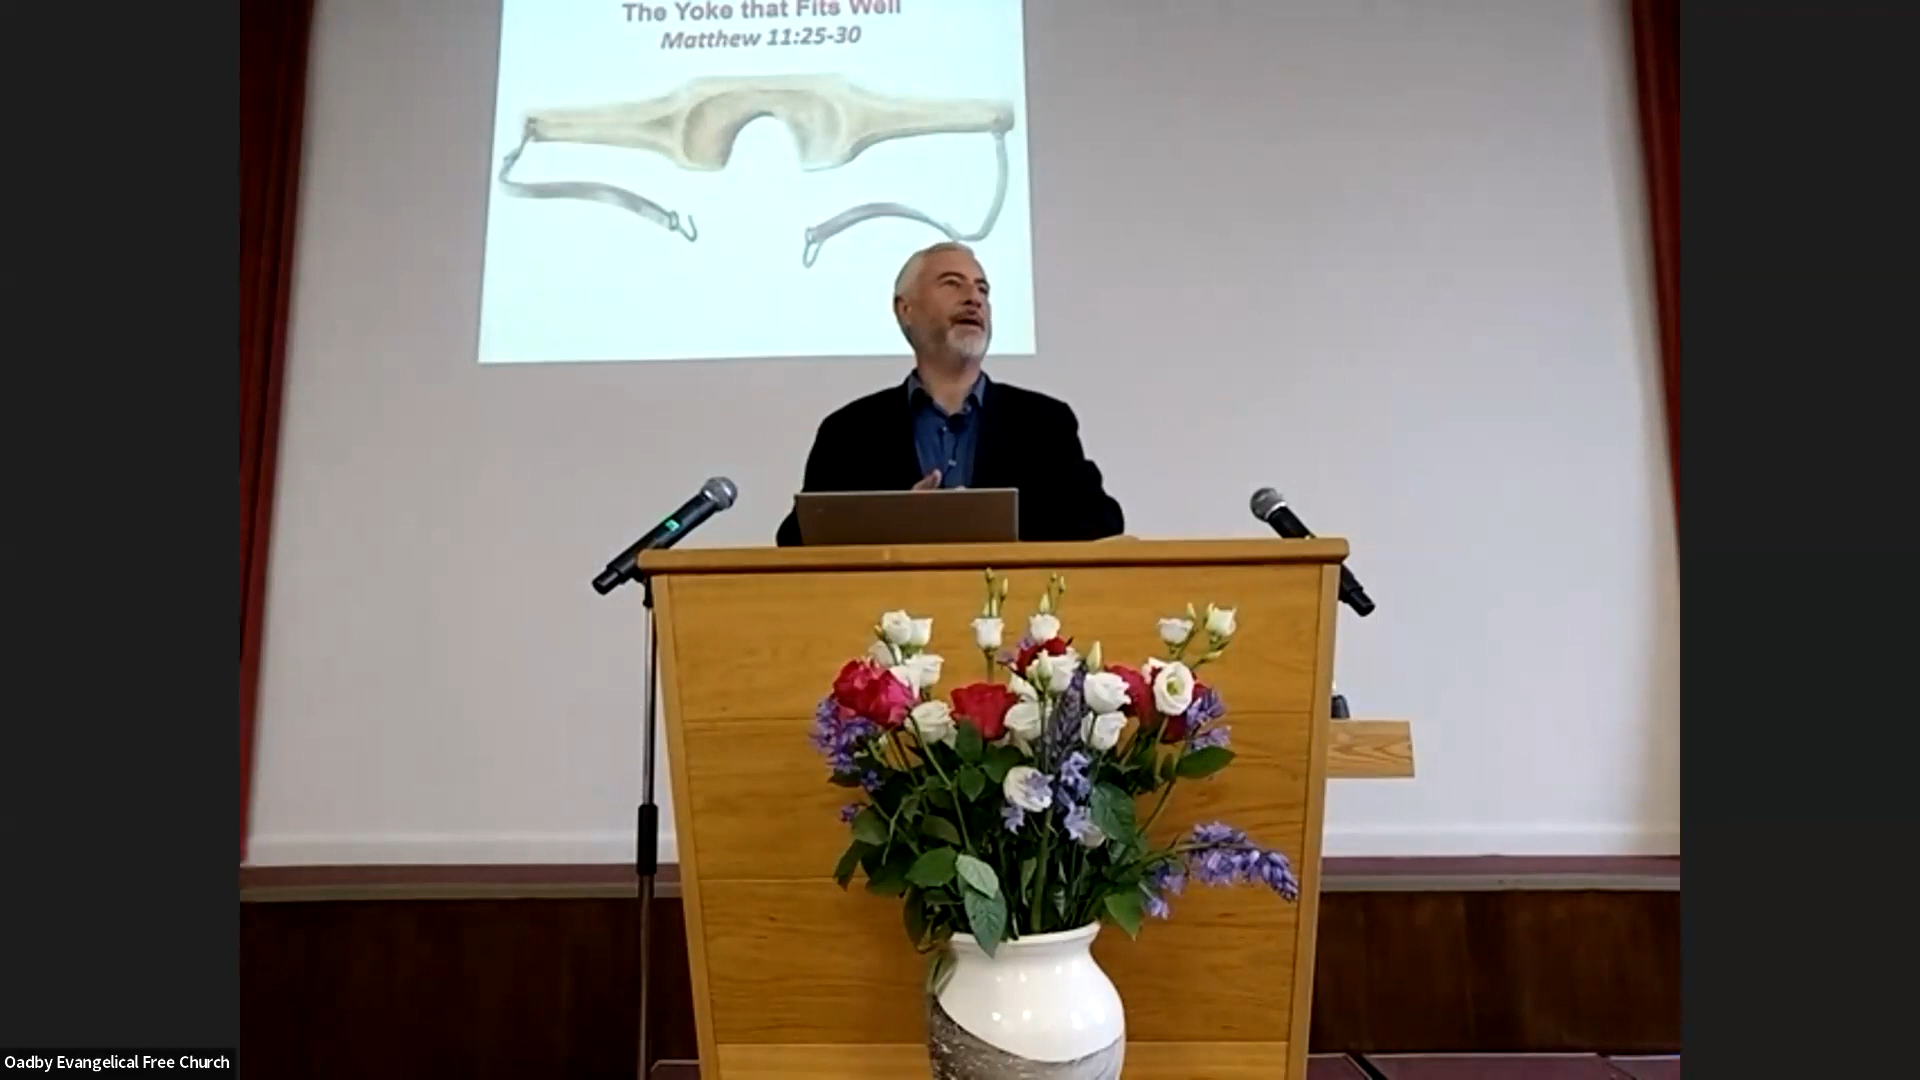 The Yoke that Fits Well
Matthew 11:25-30
Oadby Evangelical Free Church